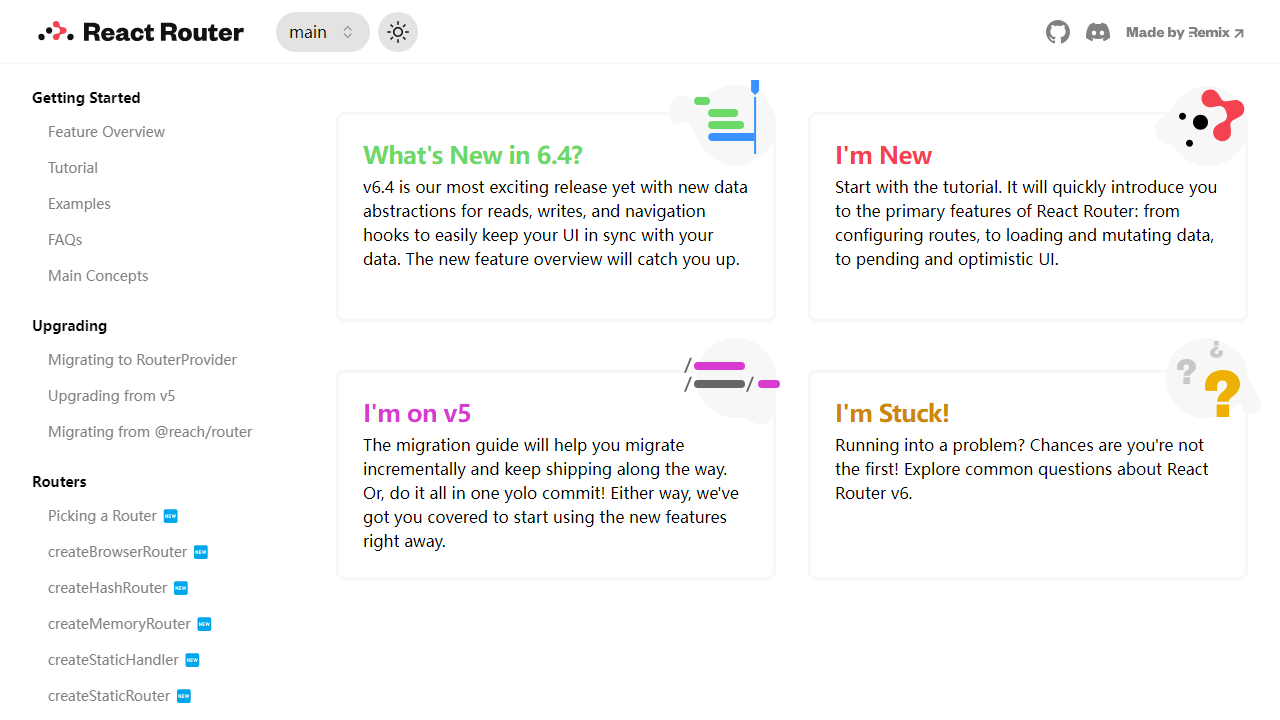 React Router
main
Made by Remix
Getting Started
Feature Overview
Tutorial
Examples
FAQs
Main Concepts
Upgrading
Migrating to RouterProvider
Upgrading from v5
Migrating from @reach/router
Routers
Picking a Router NEW
createBrowserRouter NEW
createHashRouter NEW
createMemoryRouter NEW
createStaticHandler NEW
createStaticRouter NEW
What's New in 6.4?
v6.4 is our most exciting release yet with new data
abstractions for reads, writes, and navigation
hooks to easily keep your UI in sync with your
data. The new feature overview will catch you up.
I'm New
Start with the tutorial. It will quickly introduce you
to the primary features of React Router: from
configuring routes, to loading and mutating data,
to pending and optimistic UI.
I'm on v5
The migration guide will help you migrate
incrementally and keep shipping along the way.
Or, do it all in one yolo commit! Either way, we've
got you covered to start using the new features
right away.
I'm Stuck!
Running into a problem? Chances are you're not
the first! Explore common questions about React
Router v6.